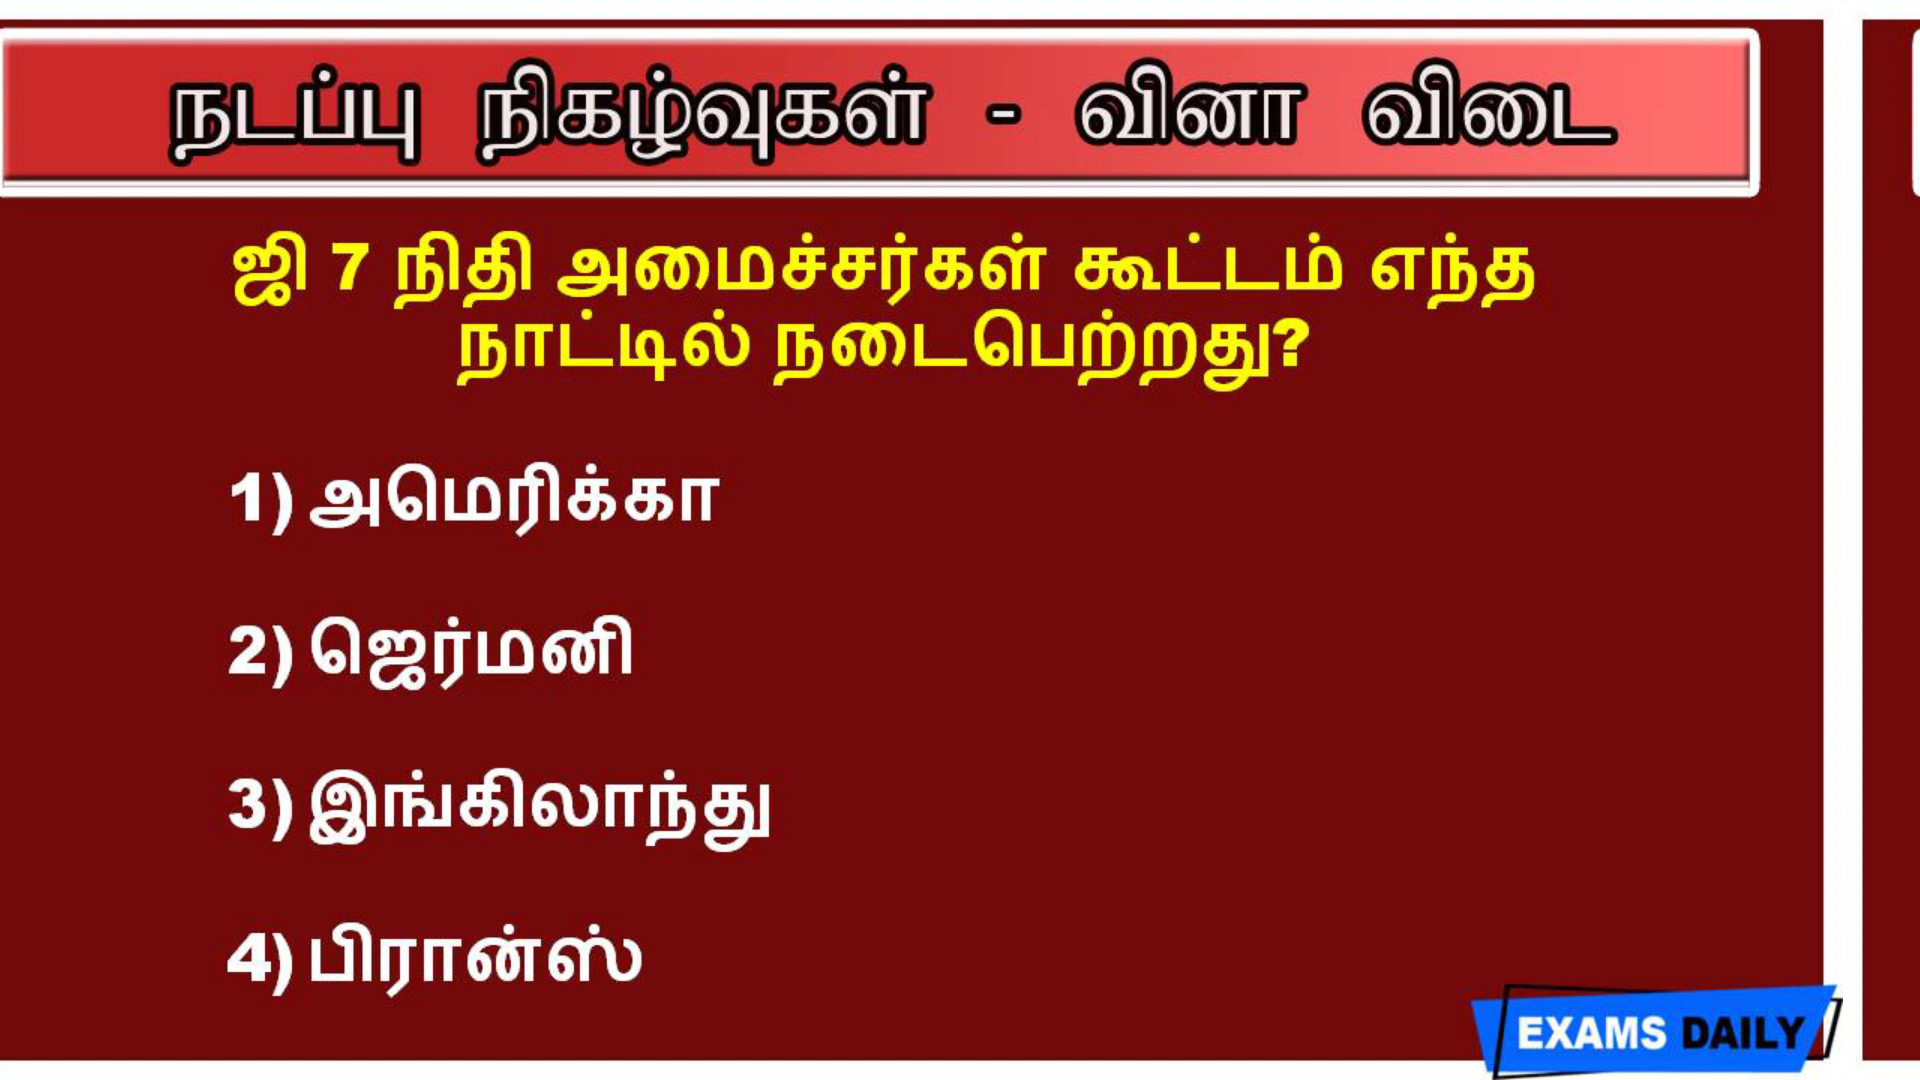 நடப்பு நிகழ்வுகள் - வினா விடை
ஜி 7 நிதி அமைச்சர்கள் கூட்டம் எந்த
நாட்டில் நடைபெற்றது?
1) அமெரிக்கா
2) ஜெர்மனி
3) இங்கிலாந்து
4) பிரான்ஸ்
EXAMS DAILY